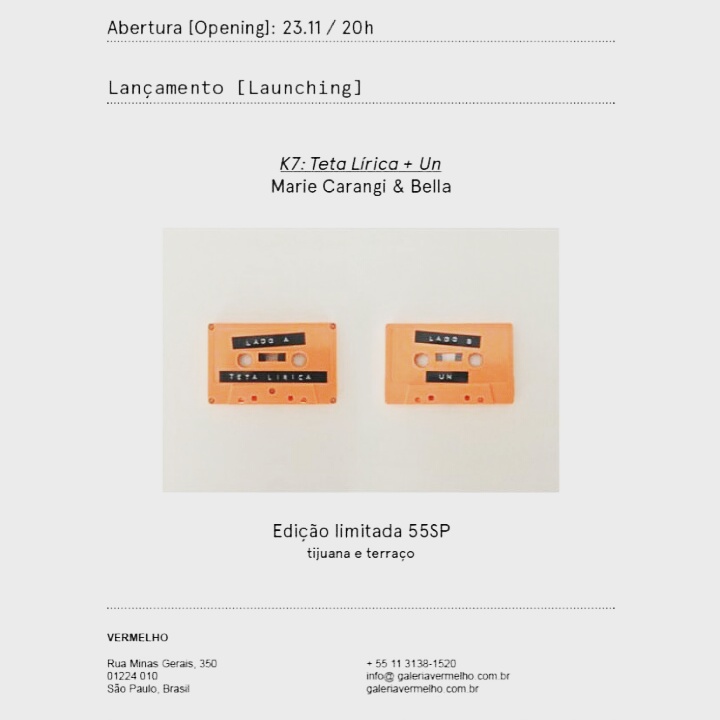 Abertura [Opening]: 23.11 / 20h
Lançamento [Launching]
K7: Teta Lírica + Un
Marie Carangi & Bella
LADO A
TETA LIRICA
LADO B
UN
Edição limitada 55SP
tijuana e terraço
VERMELHO
Rua Minas Gerais, 350
01224 010
São Paulo, Brasil
+ 55 11 3138-1520
info@ galeriavermelho.com.br
galeriavermelho.com.br